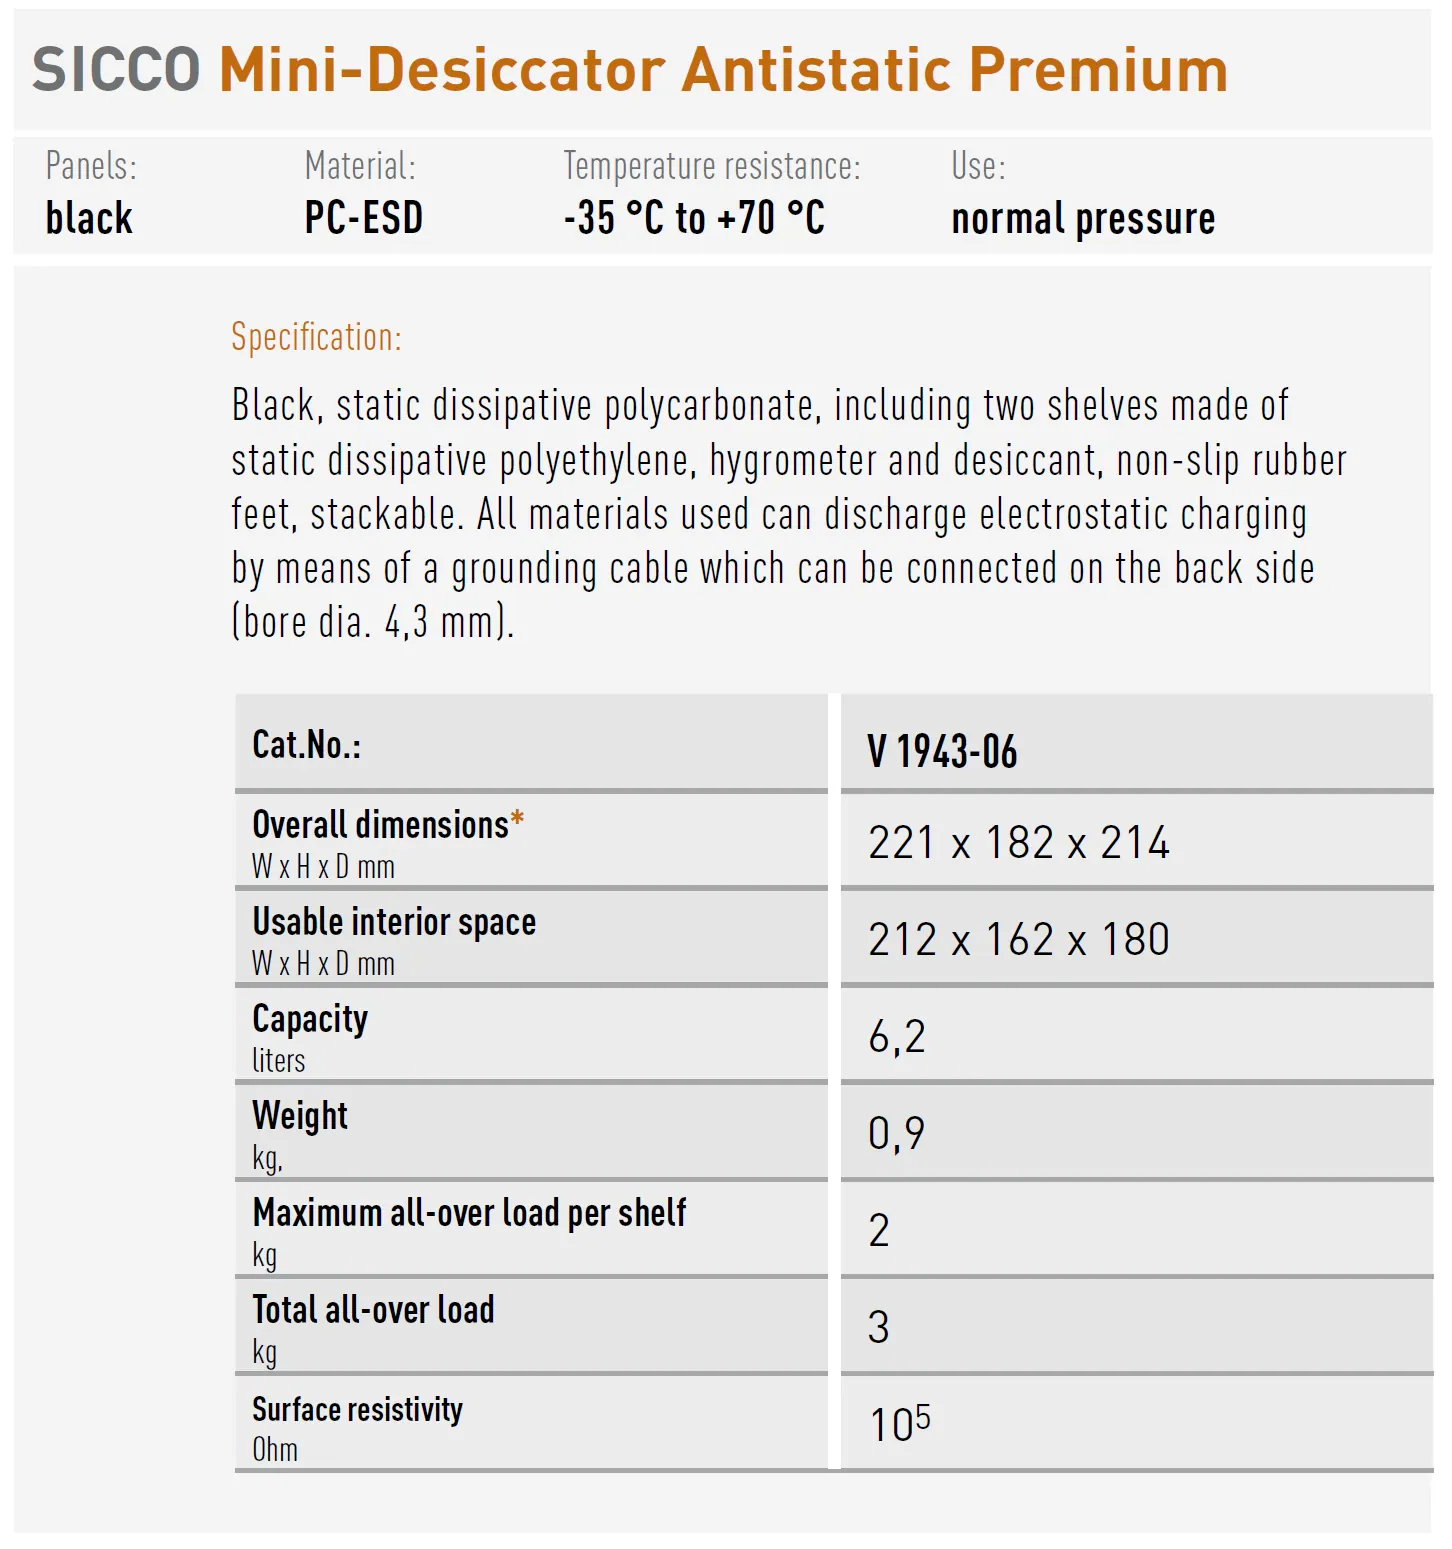 SICCO Mini-Desiccator Antistatic Premium
Panels: Material: Temperature resistance: Use:
black PC-ESD -35 °C to +70 °C normal pressure
Specification:
Black, static dissipative polycarbonate, including two shelves made of
static dissipative polyethylene, hygrometer and desiccant, non-slip rubber
feet, stackable. All materials used can discharge electrostatic charging
by means of a grounding cable which can be connected on the back side
(bore dia. 4,3 mm).
Cat.No.: V 1943-06
Overall dimensions*
W x H x D mm
221 x 182 x 214
Usable interior space
W x H x D mm
212 x 162 x 180
Capacity
liters
6,2
Weight
kg,
0,9
Maximum all-over load per shelf
kg
2
Total all-over load
kg
3
Surface resistivity
Ohm
10⁵